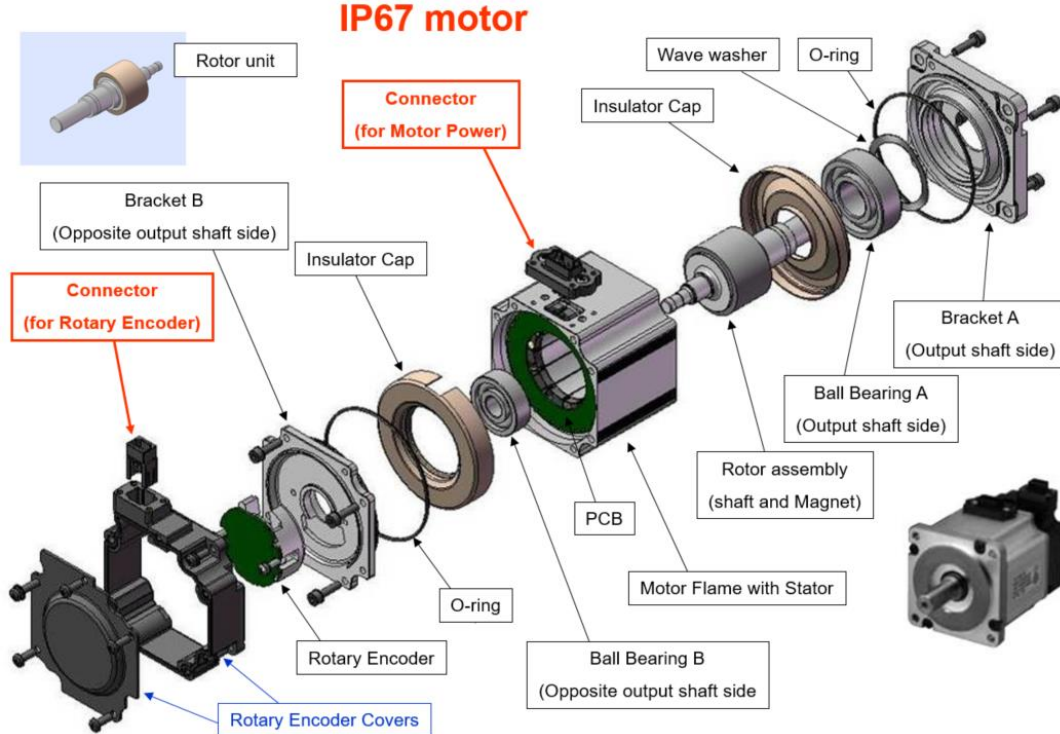 IP67 motor
Rotor unit
Wave washer
O-ring
Connector
(for Motor Power)
Insulator Cap
Bracket B
(Opposite output shaft side)
Insulator Cap
Connector
(for Rotary Encoder)
Bracket A
(Output shaft side)
Ball Bearing A
(Output shaft side)
Rotor assembly
(shaft and Magnet)
PCB
Motor Flame with Stator
O-ring
Rotary Encoder
Ball Bearing B
(Opposite output shaft side
Rotary Encoder Covers